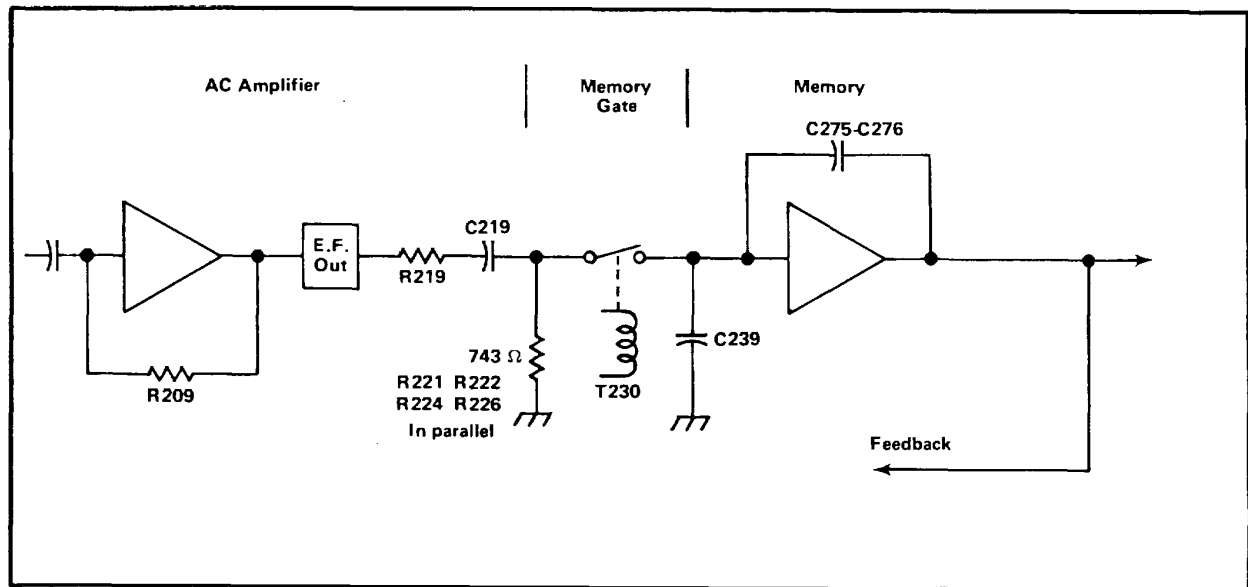 AC Amplifier
Memory
Gate
Memory
C275-C276
E.F.
Out
R219
C219
R209
743 Ω
R221 R222
R224 R226
In parallel
T230
C239
Feedback